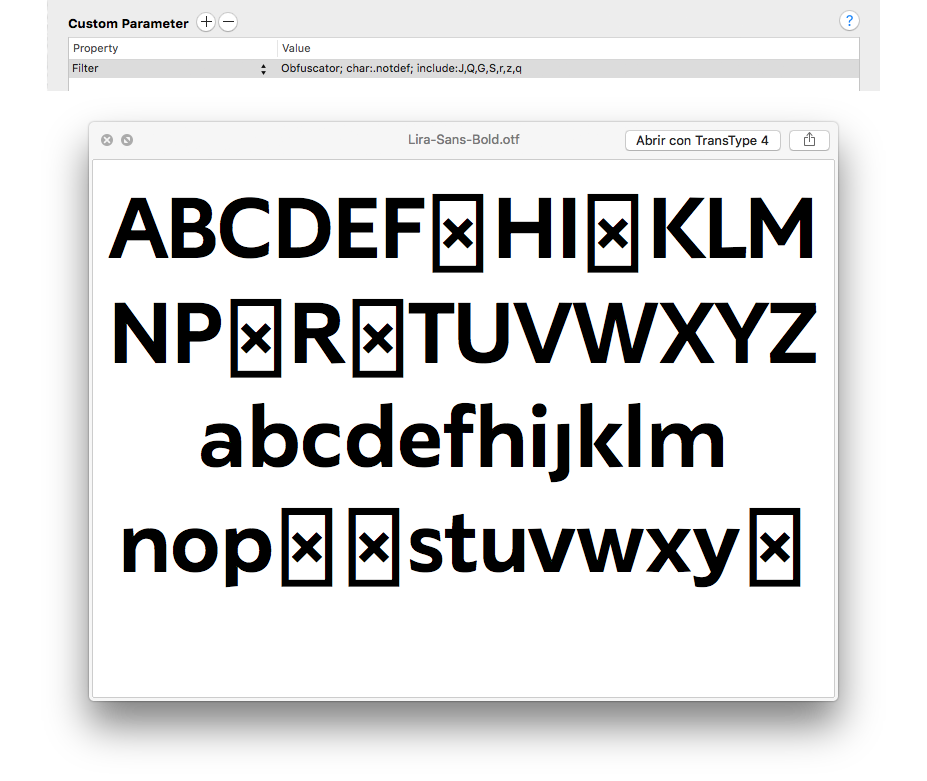 Custom Parameter + −
?
Property Value
Filter Obfuscator; char:.notdef; include:J,Q,G,S,r,z,q
Lira-Sans-Bold.otf Abrir con TransType 4
ABCDEF☒HI☒KLM
NP☒R☒TUVWXYZ
abcdefhiȷklm
nop☒☒stuvwxy☒